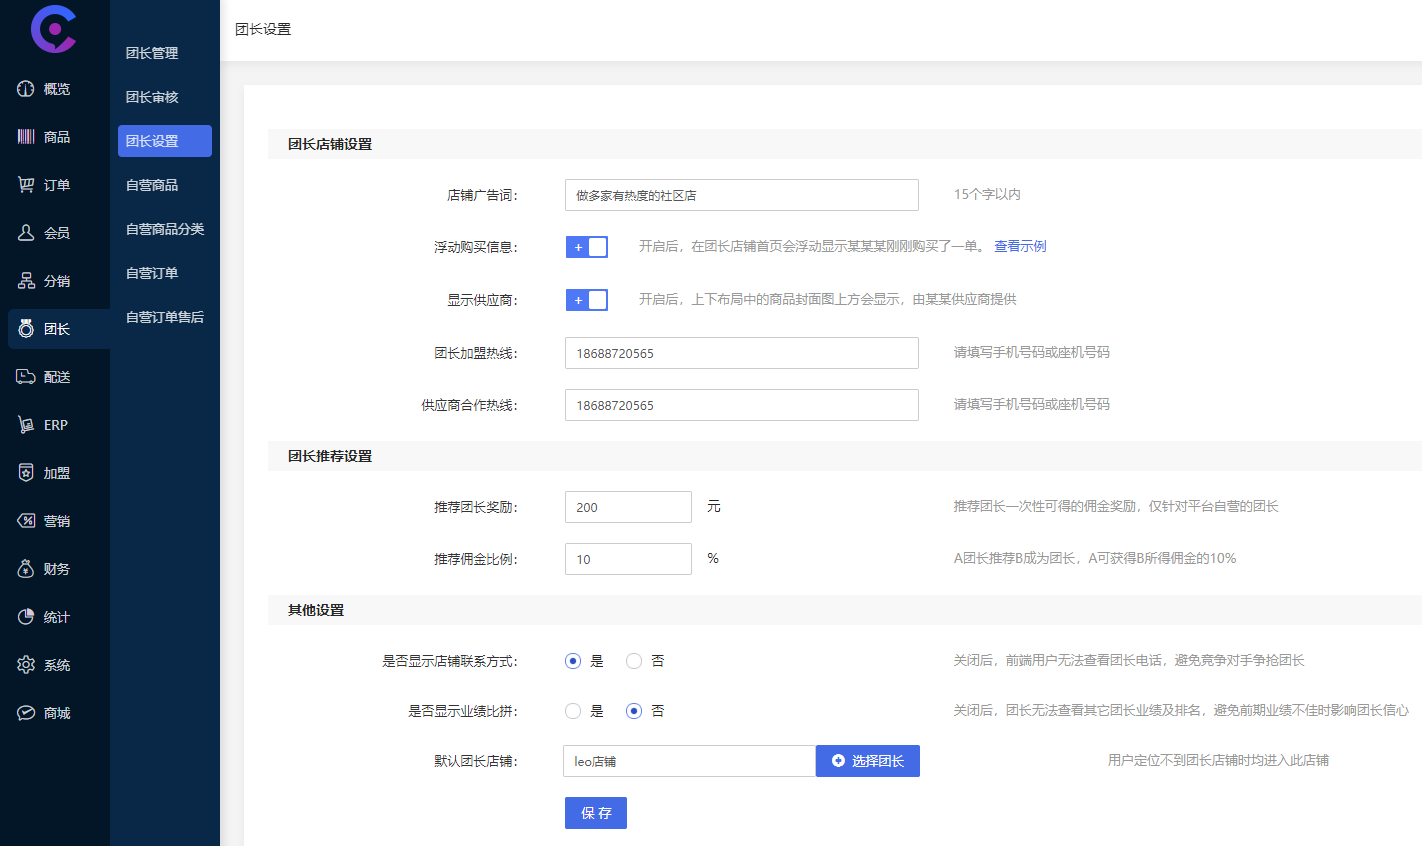 团长设置
概览
商品
订单
会员
分销
团长
配送
ERP
加盟
营销
财务
统计
系统
商城
团长管理
团长审核
团长设置
自营商品
自营商品分类
自营订单
自营订单售后
团长店铺设置
店铺广告词： 做多家有热度的社区店 15个字以内
浮动购买信息： + 开启后，在团长店铺首页会浮动显示某某某刚刚购买了一单。 查看示例
显示供应商： + 开启后，上下布局中的商品封面图上方会显示，由某某供应商提供
团长加盟热线： 18688720565 请填写手机号码或座机号码
供应商合作热线： 18688720565 请填写手机号码或座机号码
团长推荐设置
推荐团长奖励： 200 元 推荐团长一次性可得的佣金奖励，仅针对平台自营的团长
推荐佣金比例： 10 % A团长推荐B成为团长，A可获得B所得佣金的10%
其他设置
是否显示店铺联系方式： 是 否 关闭后，前端用户无法查看团长电话，避免竞争对手争抢团长
是否显示业绩比拼： 是 否 关闭后，团长无法查看其它团长业绩及排名，避免前期业绩不佳时影响团长信心
默认团长店铺： leo店铺 选择团长 用户定位不到团长店铺时均进入此店铺
保 存